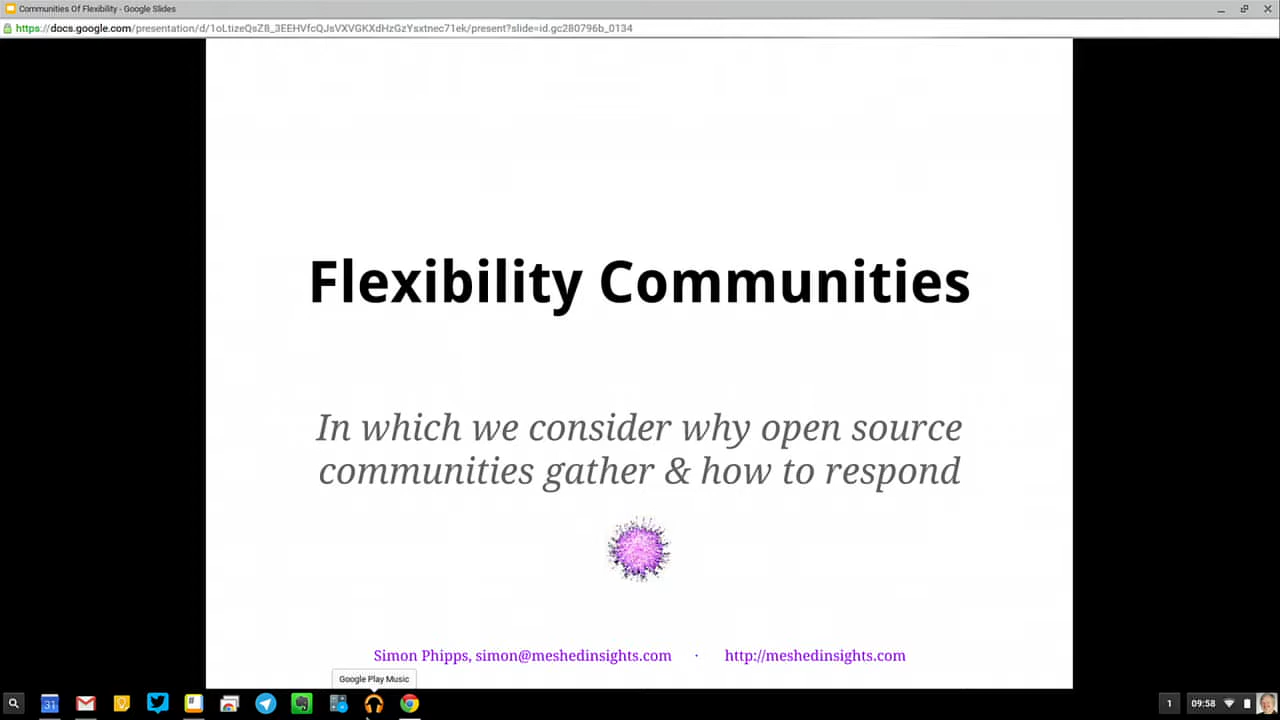 Communities Of Flexibility - Google Slides
https://docs.google.com/presentation/d/1oLtizeQsZ8_3EEHVfcQJsVXVGKXdHzGzYsxtnec71ek/present?slide=id.gc280796b_0134
Flexibility Communities
In which we consider why open source
communities gather & how to respond
Simon Phipps, simon@meshedinsights.com · http://meshedinsights.com
Google Play Music
31
1
09:58